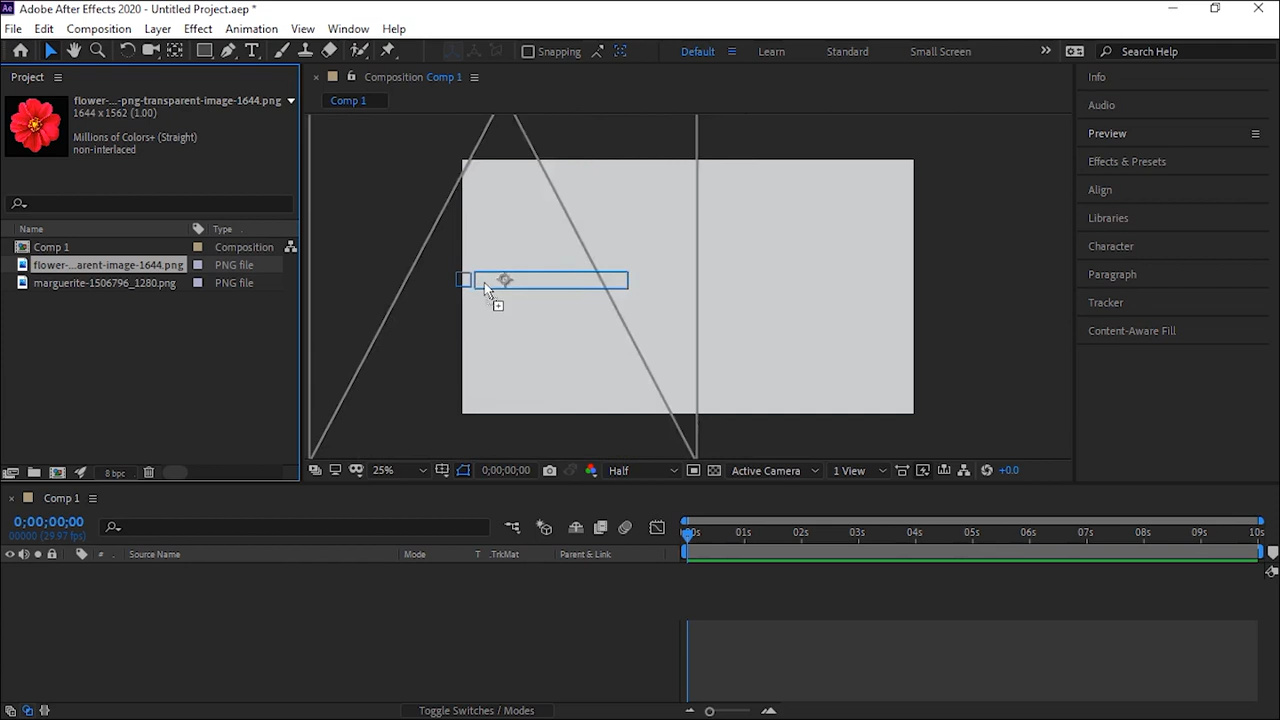 Ae Adobe After Effects 2020 - Untitled Project.aep *
File Edit Composition Layer Effect Animation View Window Help
Snapping Default Learn Standard Small Screen Search Help
Project
flower-...-png-transparent-image-1644.png
1644 x 1562 (1.00)
Millions of Colors+ (Straight)
non-interlaced
Name Type
Comp 1 Composition
flower-...arent-image-1644.png PNG file
marguerite-1506796_1280.png PNG file
8 bpc
Composition Comp 1
Comp 1
25% 0;00;00;00 Half Active Camera 1 View +0.0
Info
Audio
Preview
Effects & Presets
Align
Libraries
Character
Paragraph
Tracker
Content-Aware Fill
Comp 1
0;00;00;00
00000 (29.97 fps)
:00s 01s 02s 03s 04s 05s 06s 07s 08s 09s 10s
# Source Name Mode T .TrkMat Parent & Link
Toggle Switches / Modes